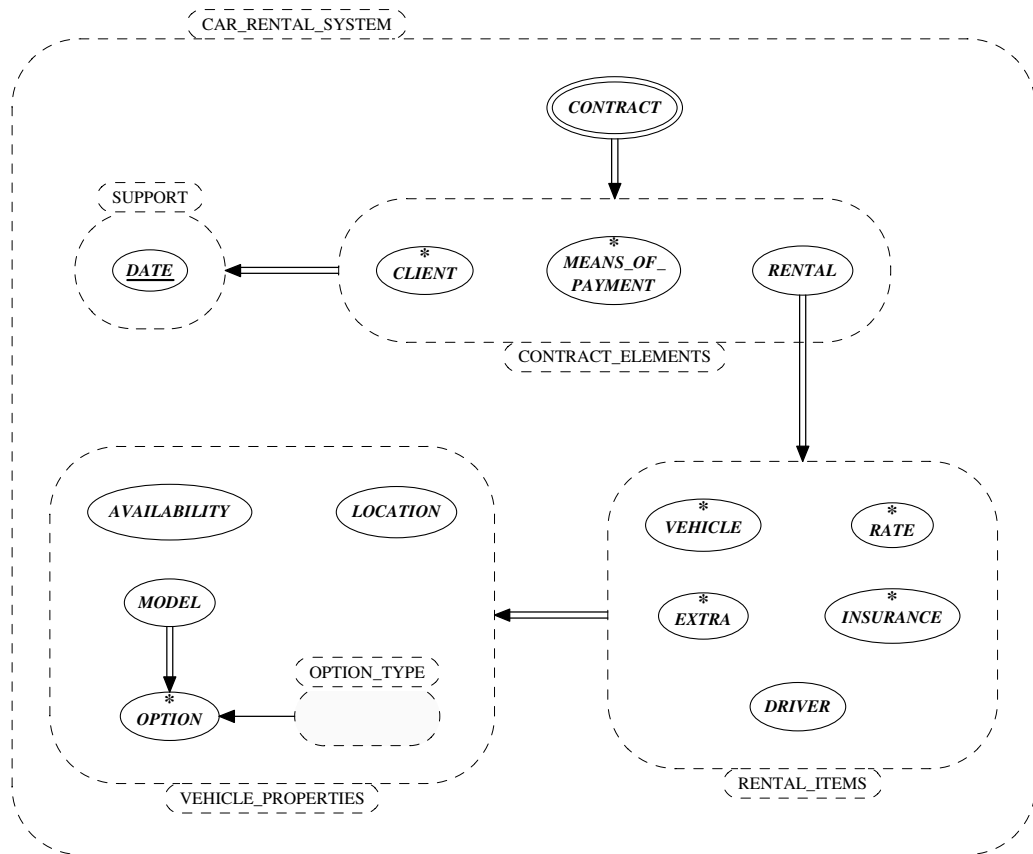 CAR_RENTAL_SYSTEM
CONTRACT
SUPPORT
DATE
*
CLIENT
*
MEANS_OF_
PAYMENT
RENTAL
CONTRACT_ELEMENTS
AVAILABILITY
LOCATION
MODEL
OPTION_TYPE
*
OPTION
VEHICLE_PROPERTIES
*
VEHICLE
*
RATE
*
EXTRA
*
INSURANCE
DRIVER
RENTAL_ITEMS